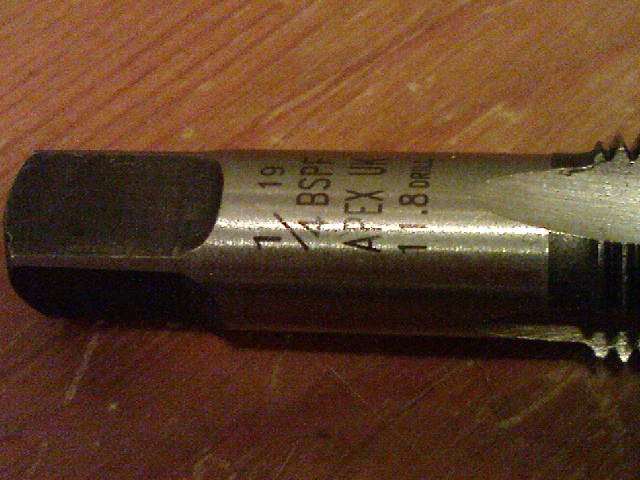 19
1/4 BSPF
APEX UK
11.8 DRILL